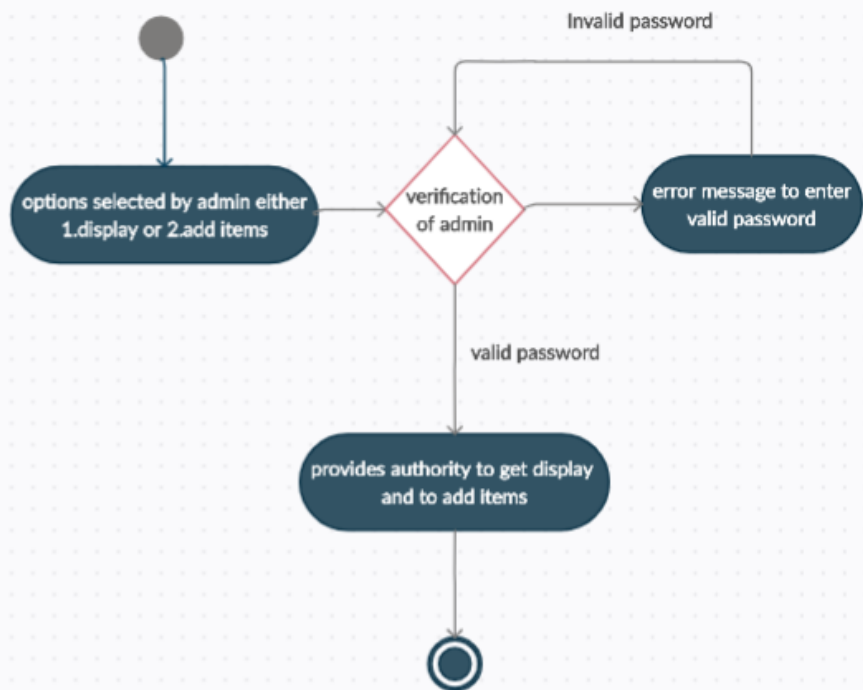 Invalid password
options selected by admin either
1.display or 2.add items
verification
of admin
error message to enter
valid password
valid password
provides authority to get display
and to add items